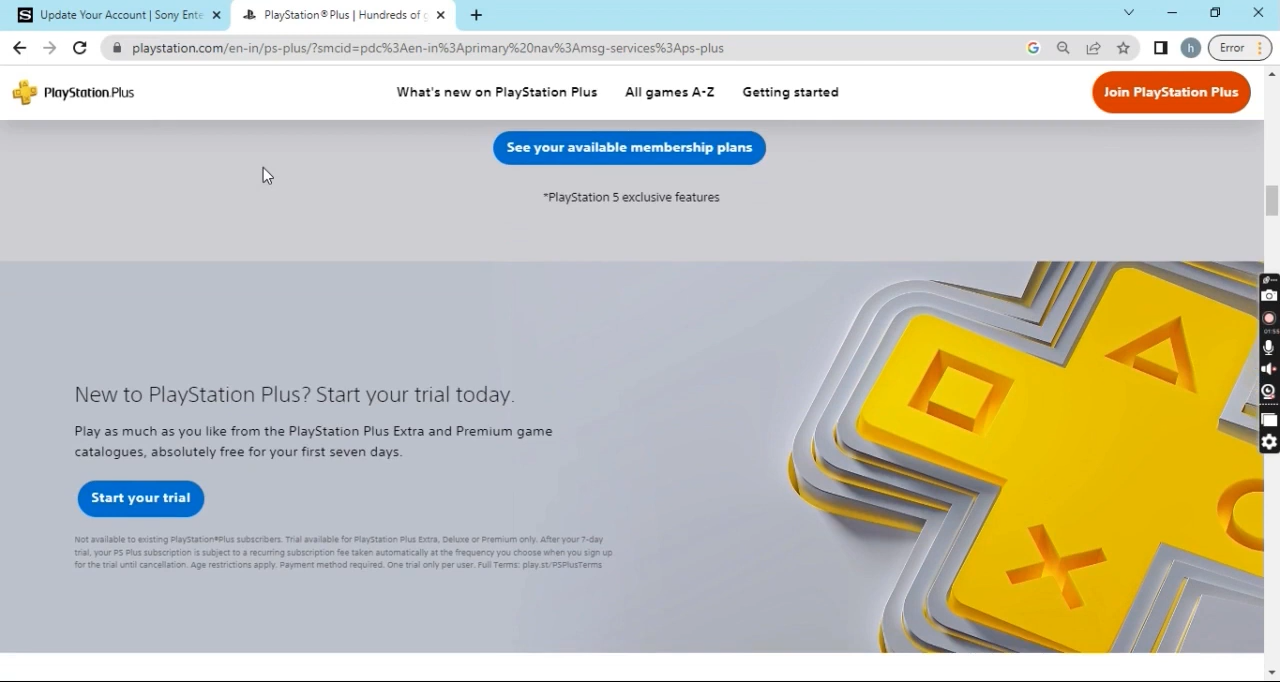 Update Your Account | Sony Ente
PlayStation®Plus | Hundreds of g
playstation.com/en-in/ps-plus/?smcid=pdc%3Aen-in%3Aprimary%20nav%3Amsg-services%3Aps-plus
h
Error
PlayStation.Plus
What's new on PlayStation Plus
All games A-Z
Getting started
Join PlayStation Plus
See your available membership plans
*PlayStation 5 exclusive features
New to PlayStation Plus? Start your trial today.
Play as much as you like from the PlayStation Plus Extra and Premium game
catalogues, absolutely free for your first seven days.
Start your trial
Not available to existing PlayStation®Plus subscribers. Trial available for PlayStation Plus Extra, Deluxe or Premium only. After your 7-day
trial, your PS Plus subscription is subject to a recurring subscription fee taken automatically at the frequency you choose when you sign up
for the trial until cancellation. Age restrictions apply. Payment method required. One trial only per user. Full Terms: play.st/PSPlusTerms